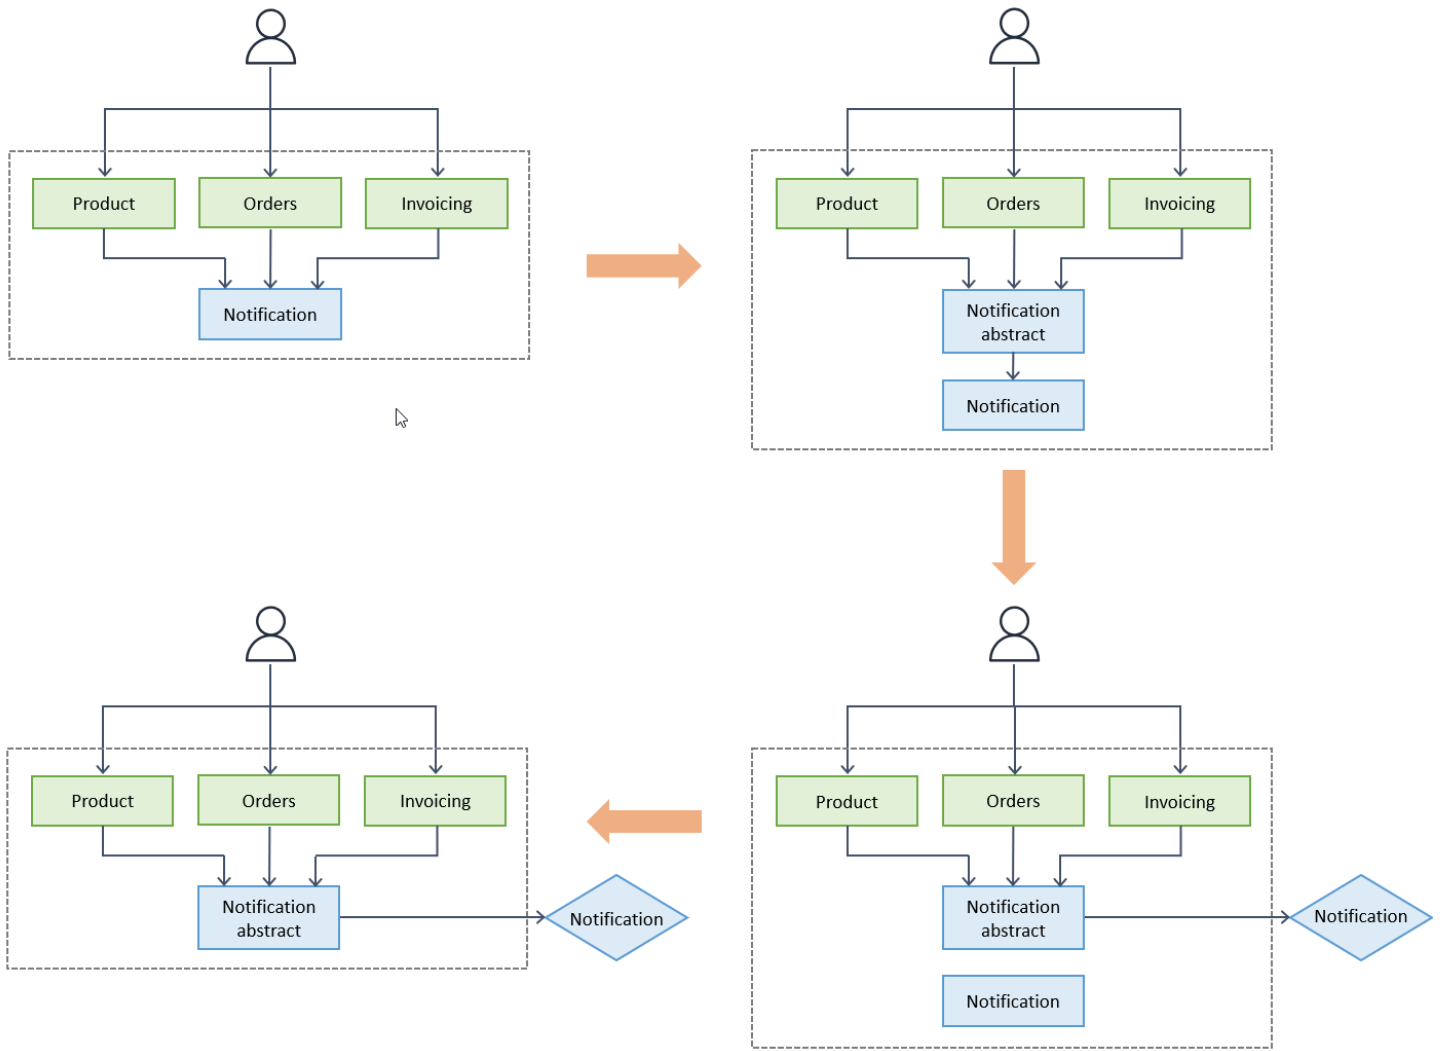 Product
Orders
Invoicing
Notification
Product
Orders
Invoicing
Notification
abstract
Notification
Product
Orders
Invoicing
Notification
abstract
Notification
Product
Orders
Invoicing
Notification
abstract
Notification
Notification